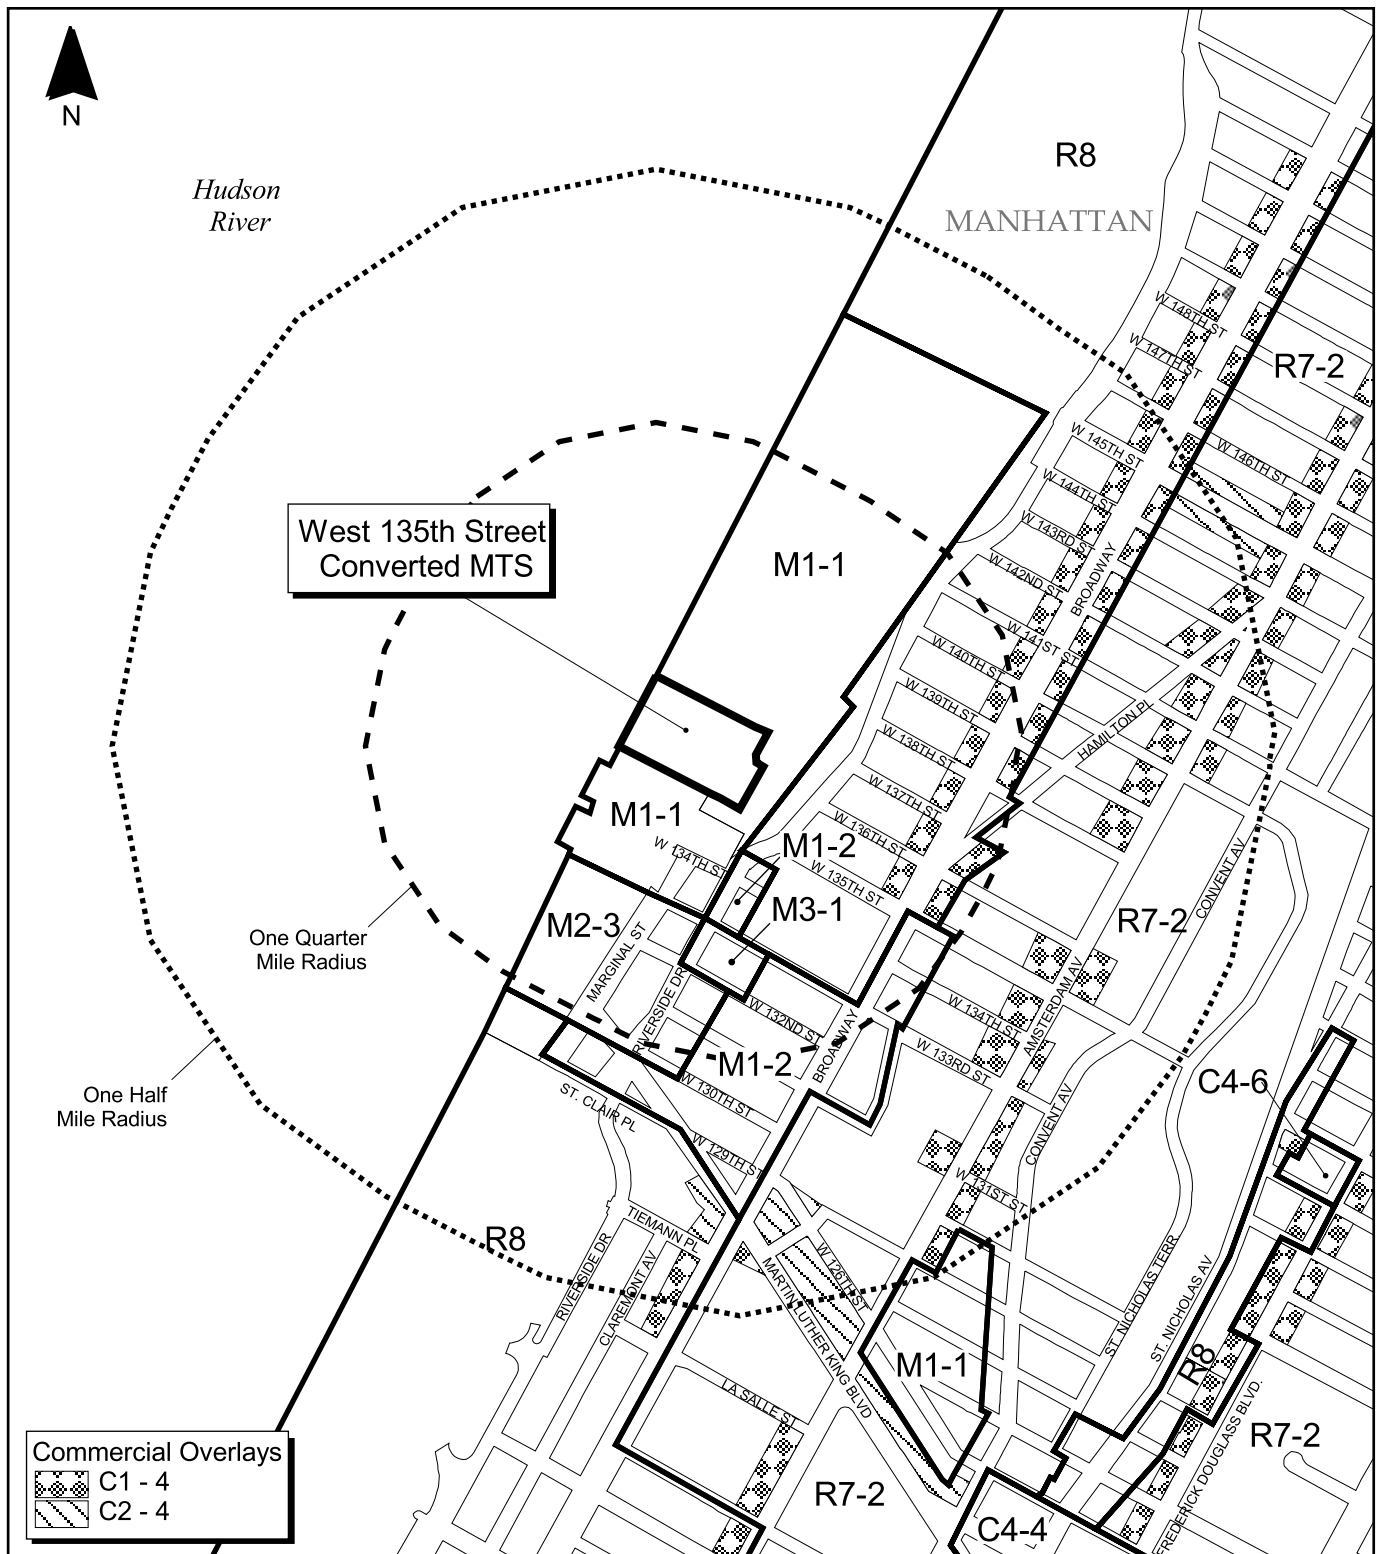 N
Hudson
River
R8
MANHATTAN
W 148TH ST
W 147TH ST
R7-2
W 145TH ST
W 146TH ST
W 144TH ST
West 135th Street
Converted MTS
W 143RD ST
M1-1
W 142ND ST
BROADWAY
W 141ST ST
W 140TH ST
W 139TH ST
HAMILTON PL
W 138TH ST
W 137TH ST
M1-1
W 136TH ST
W 134TH ST
M1-2
W 135TH ST
CONVENT AV
M3-1
R7-2
M2-3
One Quarter
Mile Radius
MARGINAL ST
RIVERSIDE DR
W 132ND ST
W 134TH ST
AMSTERDAM AV
BROADWAY
W 133RD ST
M1-2
C4-6
One Half
Mile Radius
W 130TH ST
ST. CLAIR PL
CONVENT AV
W 129TH ST
W 131ST ST
TIEMANN PL
R8
RIVERSIDE DR
CLAREMONT AV
W 126TH ST
MARTIN LUTHER KING BLVD
ST. NICHOLAS TERR.
ST. NICHOLAS AV
R8
M1-1
LA SALLE ST
FREDERICK DOUGLASS BLVD.
R7-2
R7-2
C4-4
Commercial Overlays
C1 - 4
C2 - 4